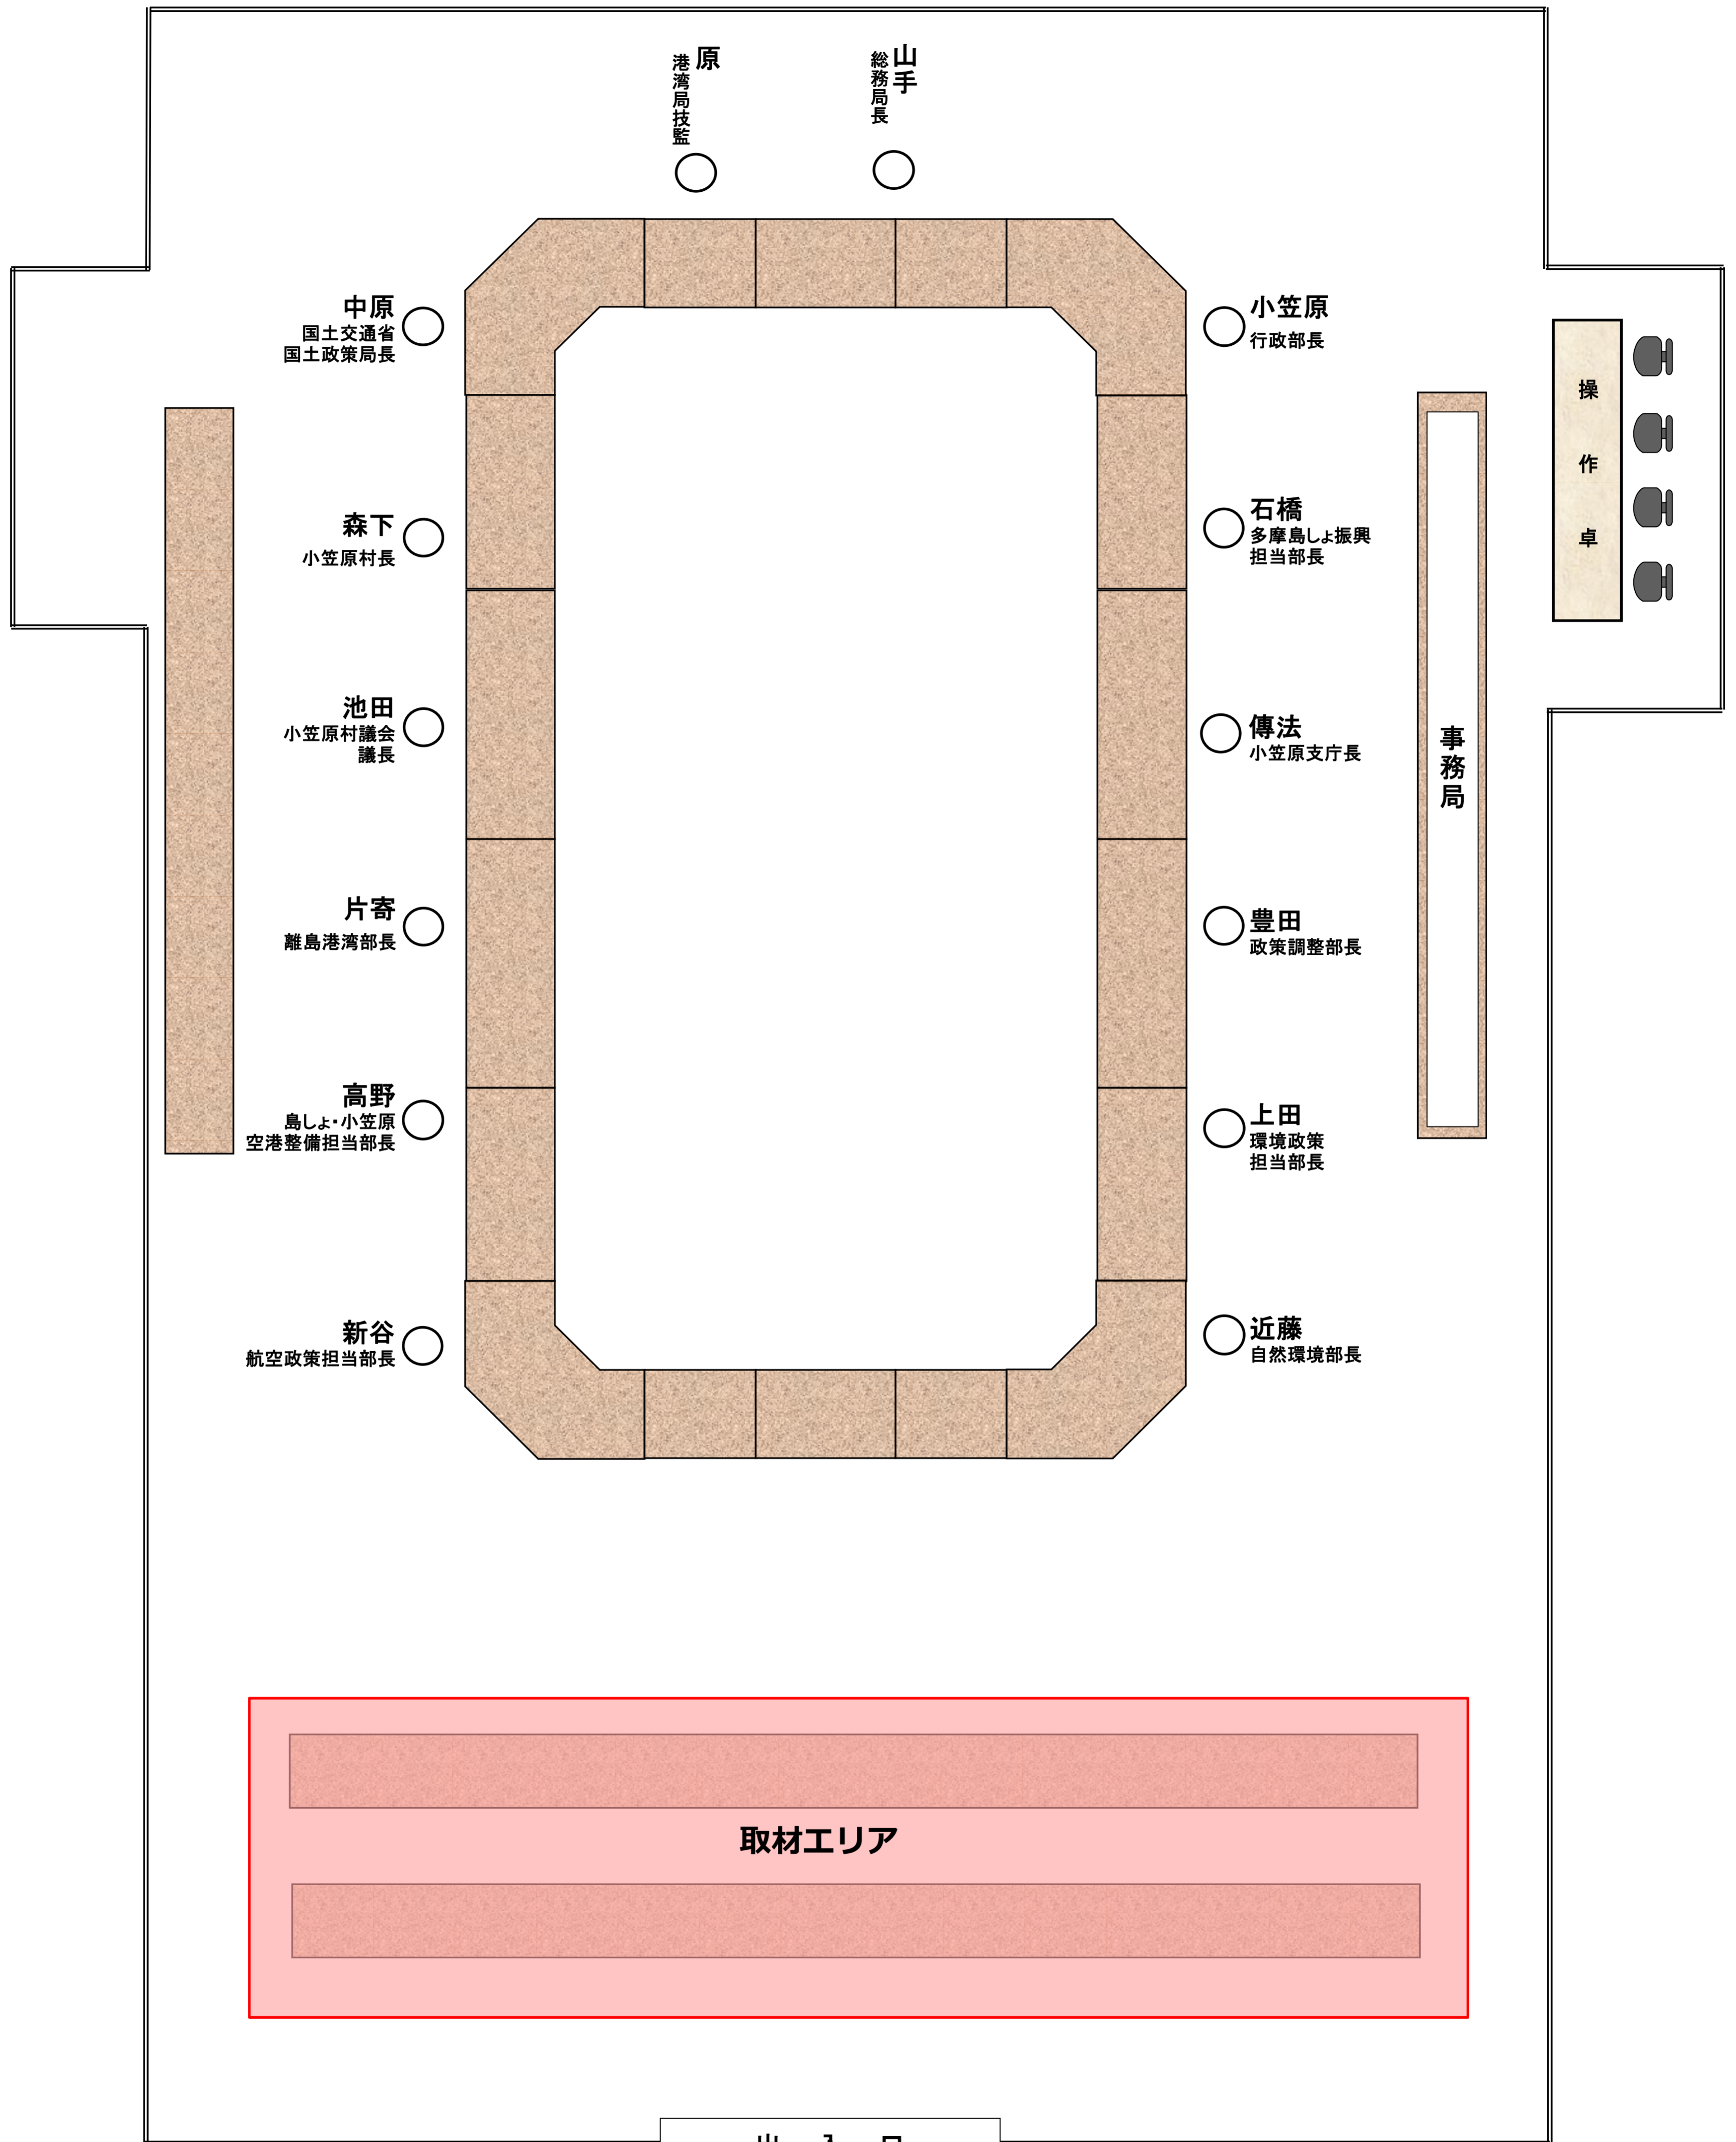 原
港湾局技監
山手
総務局長
中原
国土交通省
国土政策局長
森下
小笠原村長
池田
小笠原村議会
議長
片寄
離島港湾部長
高野
島しょ・小笠原
空港整備担当部長
新谷
航空政策担当部長
小笠原
行政部長
石橋
多摩島しょ振興
担当部長
傳法
小笠原支庁長
豊田
政策調整部長
上田
環境政策
担当部長
近藤
自然環境部長
事務局
操作卓
取材エリア
出入口